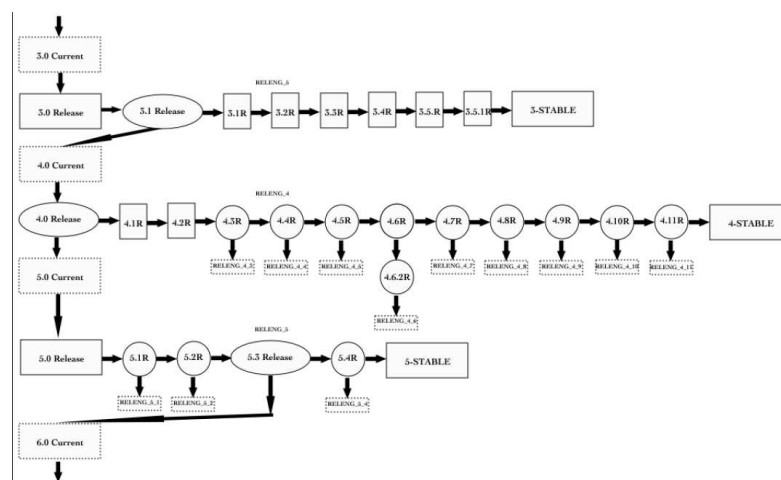 3.0 Current
RELENG_3
3.0 Release
3.1 Release
3.1R
3.2R
3.3R
3.4R
3.5.R
3.5.1R
3-STABLE
4.0 Current
RELENG_4
4.0 Release
4.1R
4.2R
4.3R
4.4R
4.5R
4.6R
4.7R
4.8R
4.9R
4.10R
4.11R
4-STABLE
RELENG_4_3
RELENG_4_4
RELENG_4_5
RELENG_4_7
RELENG_4_8
RELENG_4_9
RELENG_4_10
RELENG_4_11
5.0 Current
4.6.2R
RELENG_4_6
RELENG_5
5.0 Release
5.1R
5.2R
5.3 Release
5.4R
5-STABLE
RELENG_5_1
RELENG_5_2
RELENG_5_4
6.0 Current